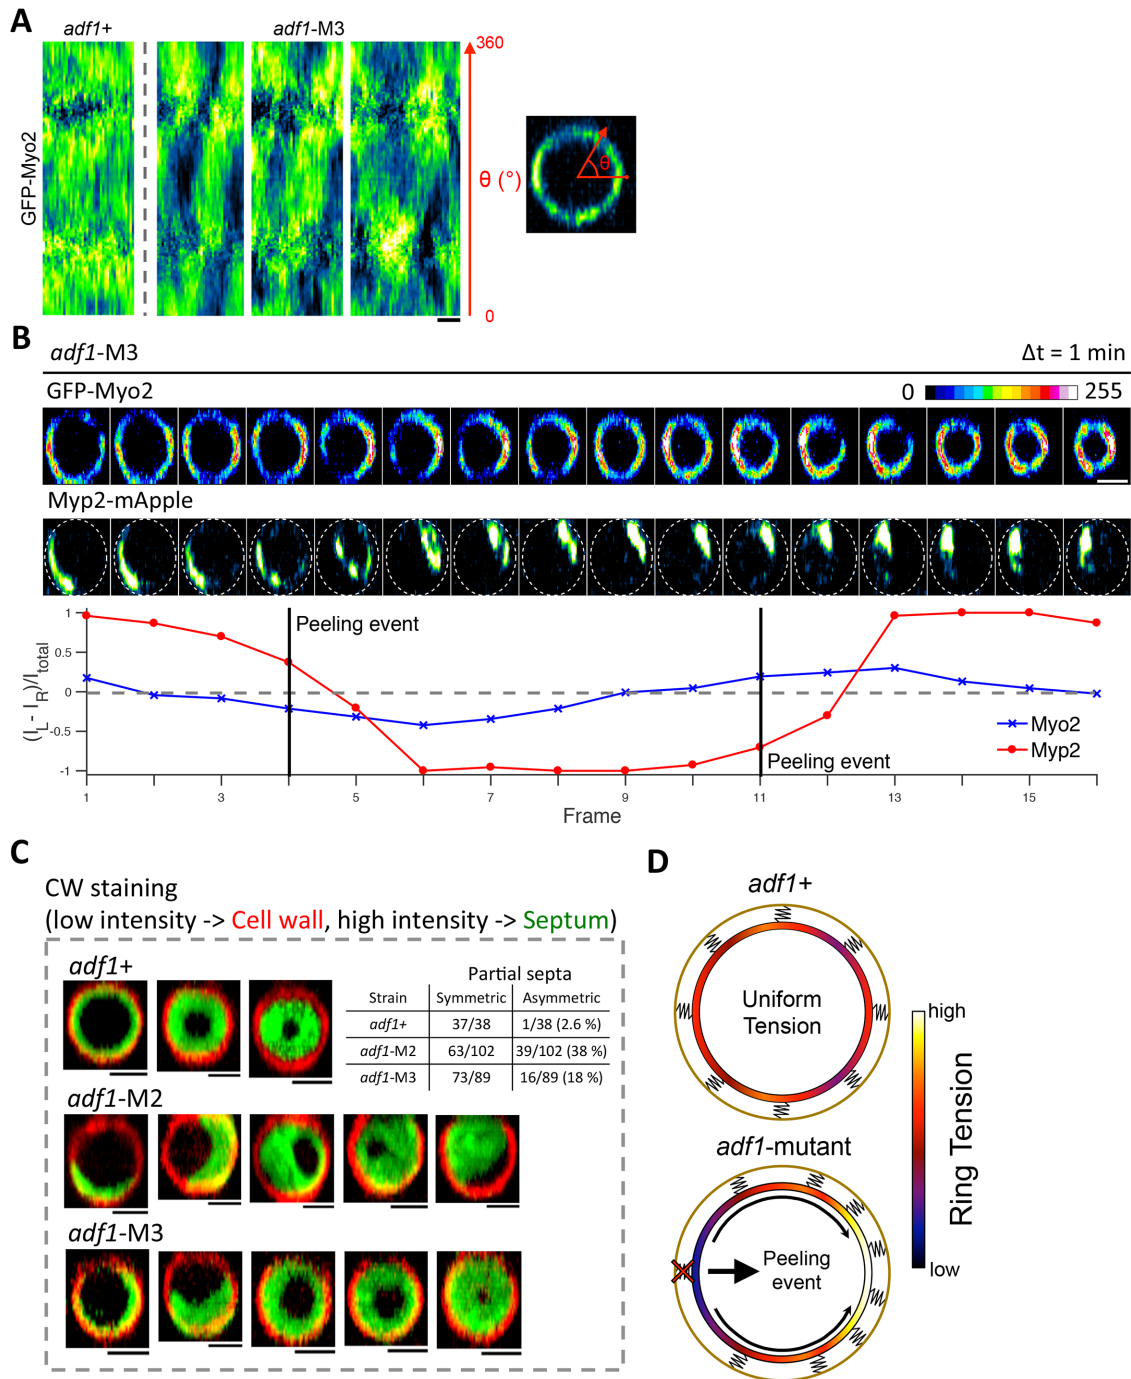 A
adf1+
adf1-M3
GFP-Myo2
360
θ (°)
0
θ
B
adf1-M3
Δt = 1 min
GFP-Myo2
0
255
Myp2-mApple
1
0.5
0
-0.5
-1
(I_L- I_R)/I_total
Peeling event
Peeling event
Myo2
Myp2
1 3 5 7 9 11 13 15
Frame
C
CW staining
(low intensity -> Cell wall, high intensity -> Septum)
adf1+
Partial septa
Strain Symmetric Asymmetric
adf1+ 37/38 1/38 (2.6 %)
adf1-M2 63/102 39/102 (38 %)
adf1-M3 73/89 16/89 (18 %)
adf1-M2
adf1-M3
D
adf1+
Uniform
Tension
adf1-mutant
Peeling
event
high
Ring Tension
low